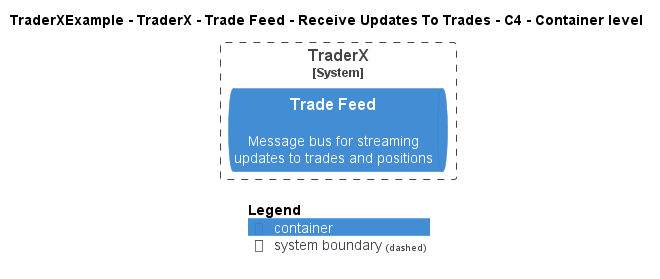 TraderXExample - TraderX - Trade Feed - Receive Updates To Trades - C4 - Container level
TraderX
[System]
Trade Feed
Message bus for streaming
updates to trades and positions
Legend
container
system boundary (dashed)